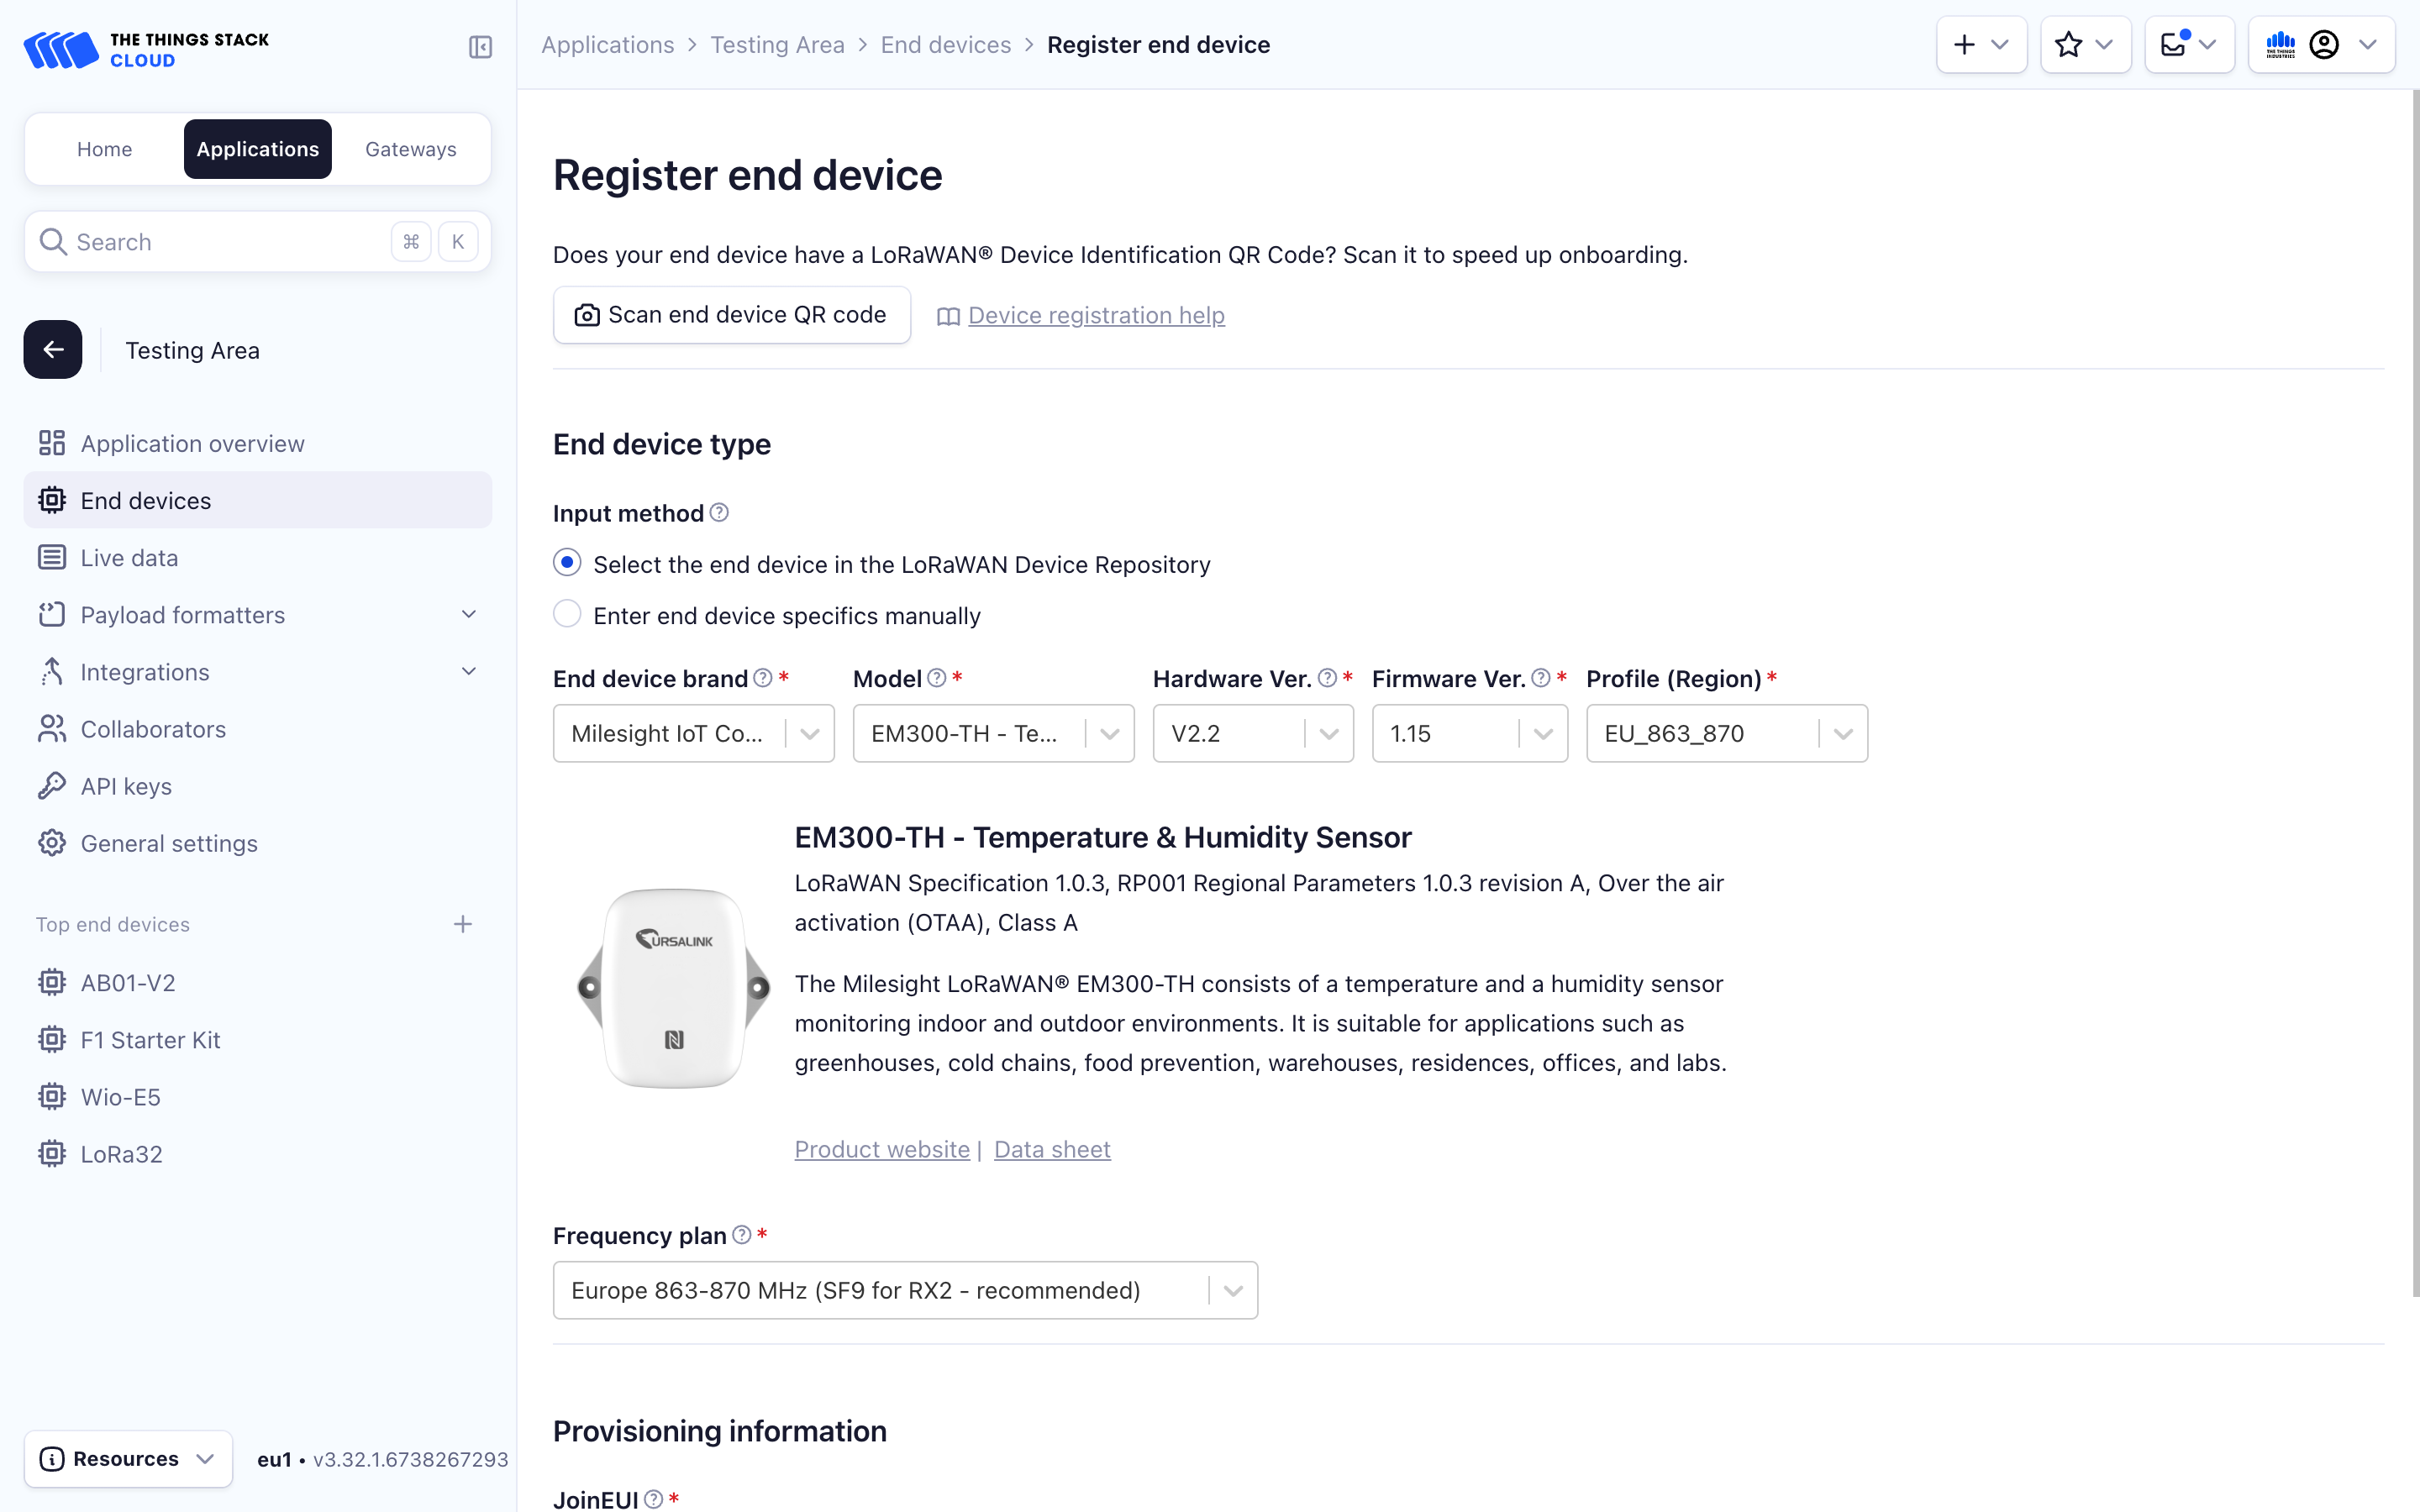 THE THINGS STACK
CLOUD
Applications > Testing Area > End devices > Register end device
THE THINGS
INDUSTRIES
Home
Applications
Gateways
Search
⌘ K
Testing Area
Application overview
End devices
Live data
Payload formatters
Integrations
Collaborators
API keys
General settings
Top end devices
AB01-V2
F1 Starter Kit
Wio-E5
LoRa32
Resources
eu1 • v3.32.1.6738267293
Register end device
Does your end device have a LoRaWAN® Device Identification QR Code? Scan it to speed up onboarding.
Scan end device QR code
Device registration help
End device type
Input method
Select the end device in the LoRaWAN Device Repository
Enter end device specifics manually
End device brand * Model * Hardware Ver. * Firmware Ver. * Profile (Region) *
Milesight IoT Co... EM300-TH - Te... V2.2 1.15 EU_863_870
URSALINK
EM300-TH - Temperature & Humidity Sensor
LoRaWAN Specification 1.0.3, RP001 Regional Parameters 1.0.3 revision A, Over the air
activation (OTAA), Class A
The Milesight LoRaWAN® EM300-TH consists of a temperature and a humidity sensor
monitoring indoor and outdoor environments. It is suitable for applications such as
greenhouses, cold chains, food prevention, warehouses, residences, offices, and labs.
Product website | Data sheet
Frequency plan *
Europe 863-870 MHz (SF9 for RX2 - recommended)
Provisioning information
JoinEUI *